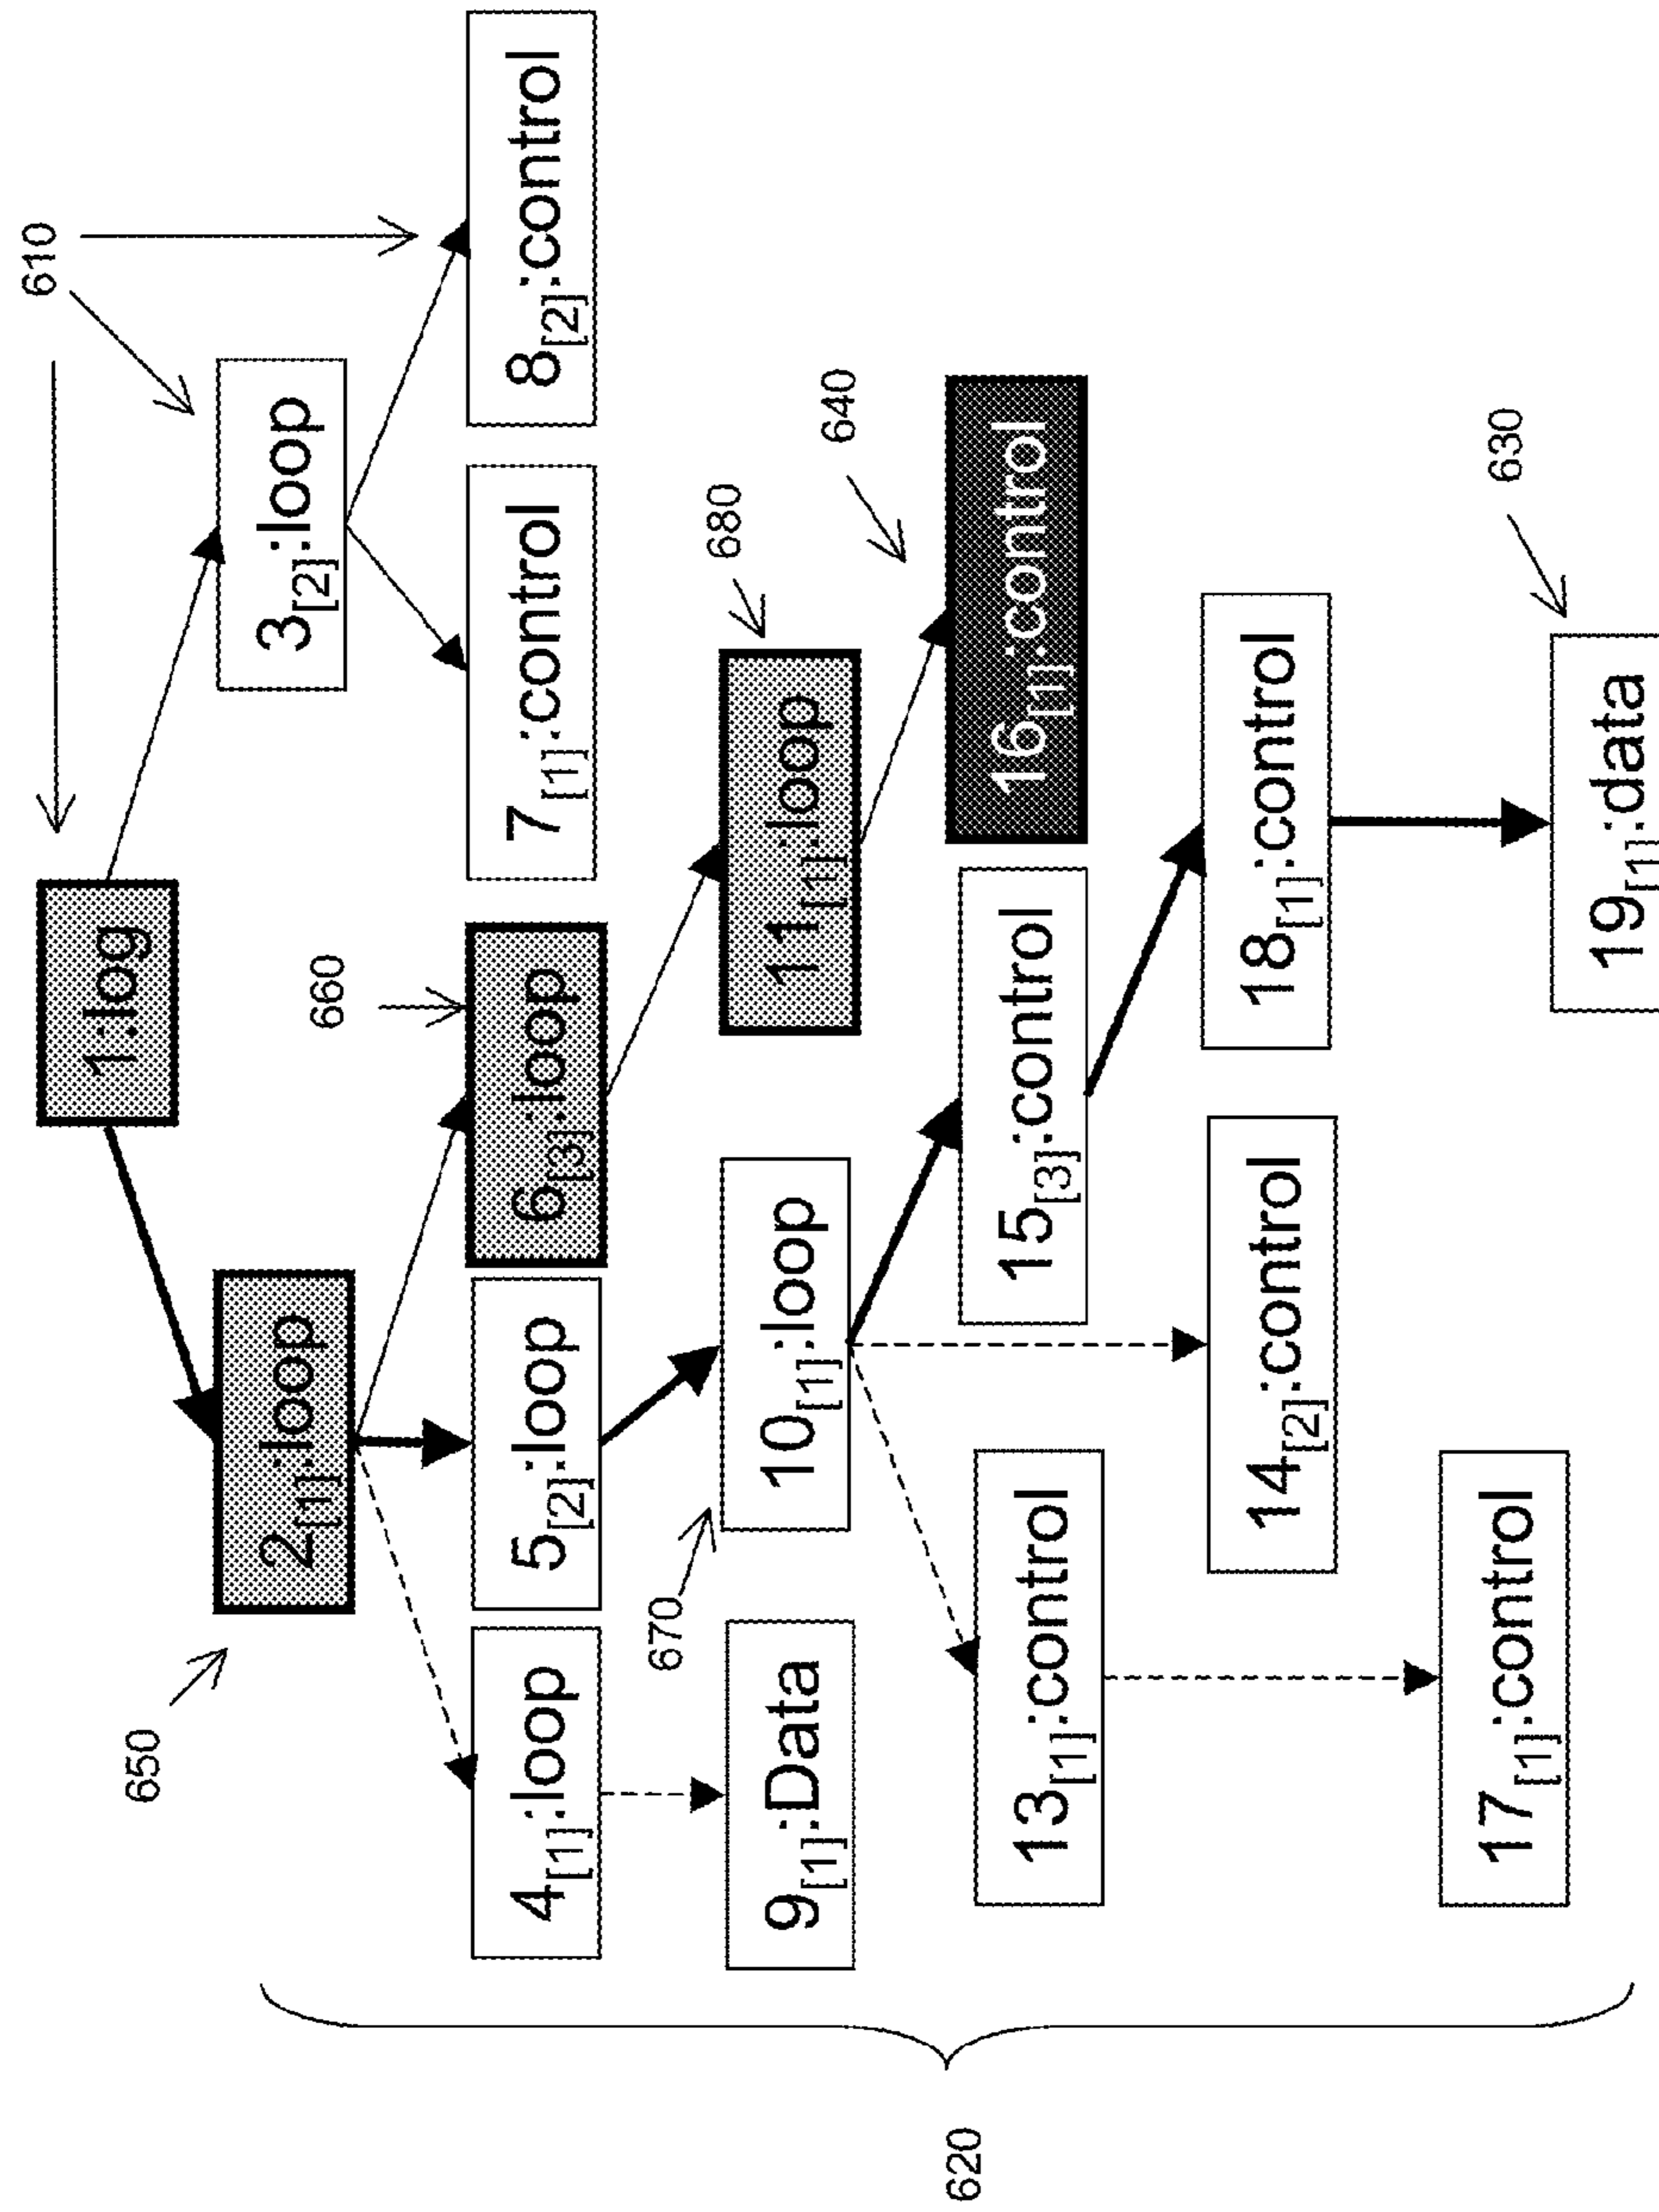 610
1:log
650
2[1]:loop
3[2]:loop
660
4[1]:loop
5[2]:loop
6[3]:loop
7[1]:control
8[2]:control
670
680
9[1]:Data
10[1]:loop
11[1]:loop
640
13[1]:control
15[3]:control
16[1]:control
620
14[2]:control
18[1]:control
630
17[1]:control
19[1]:data